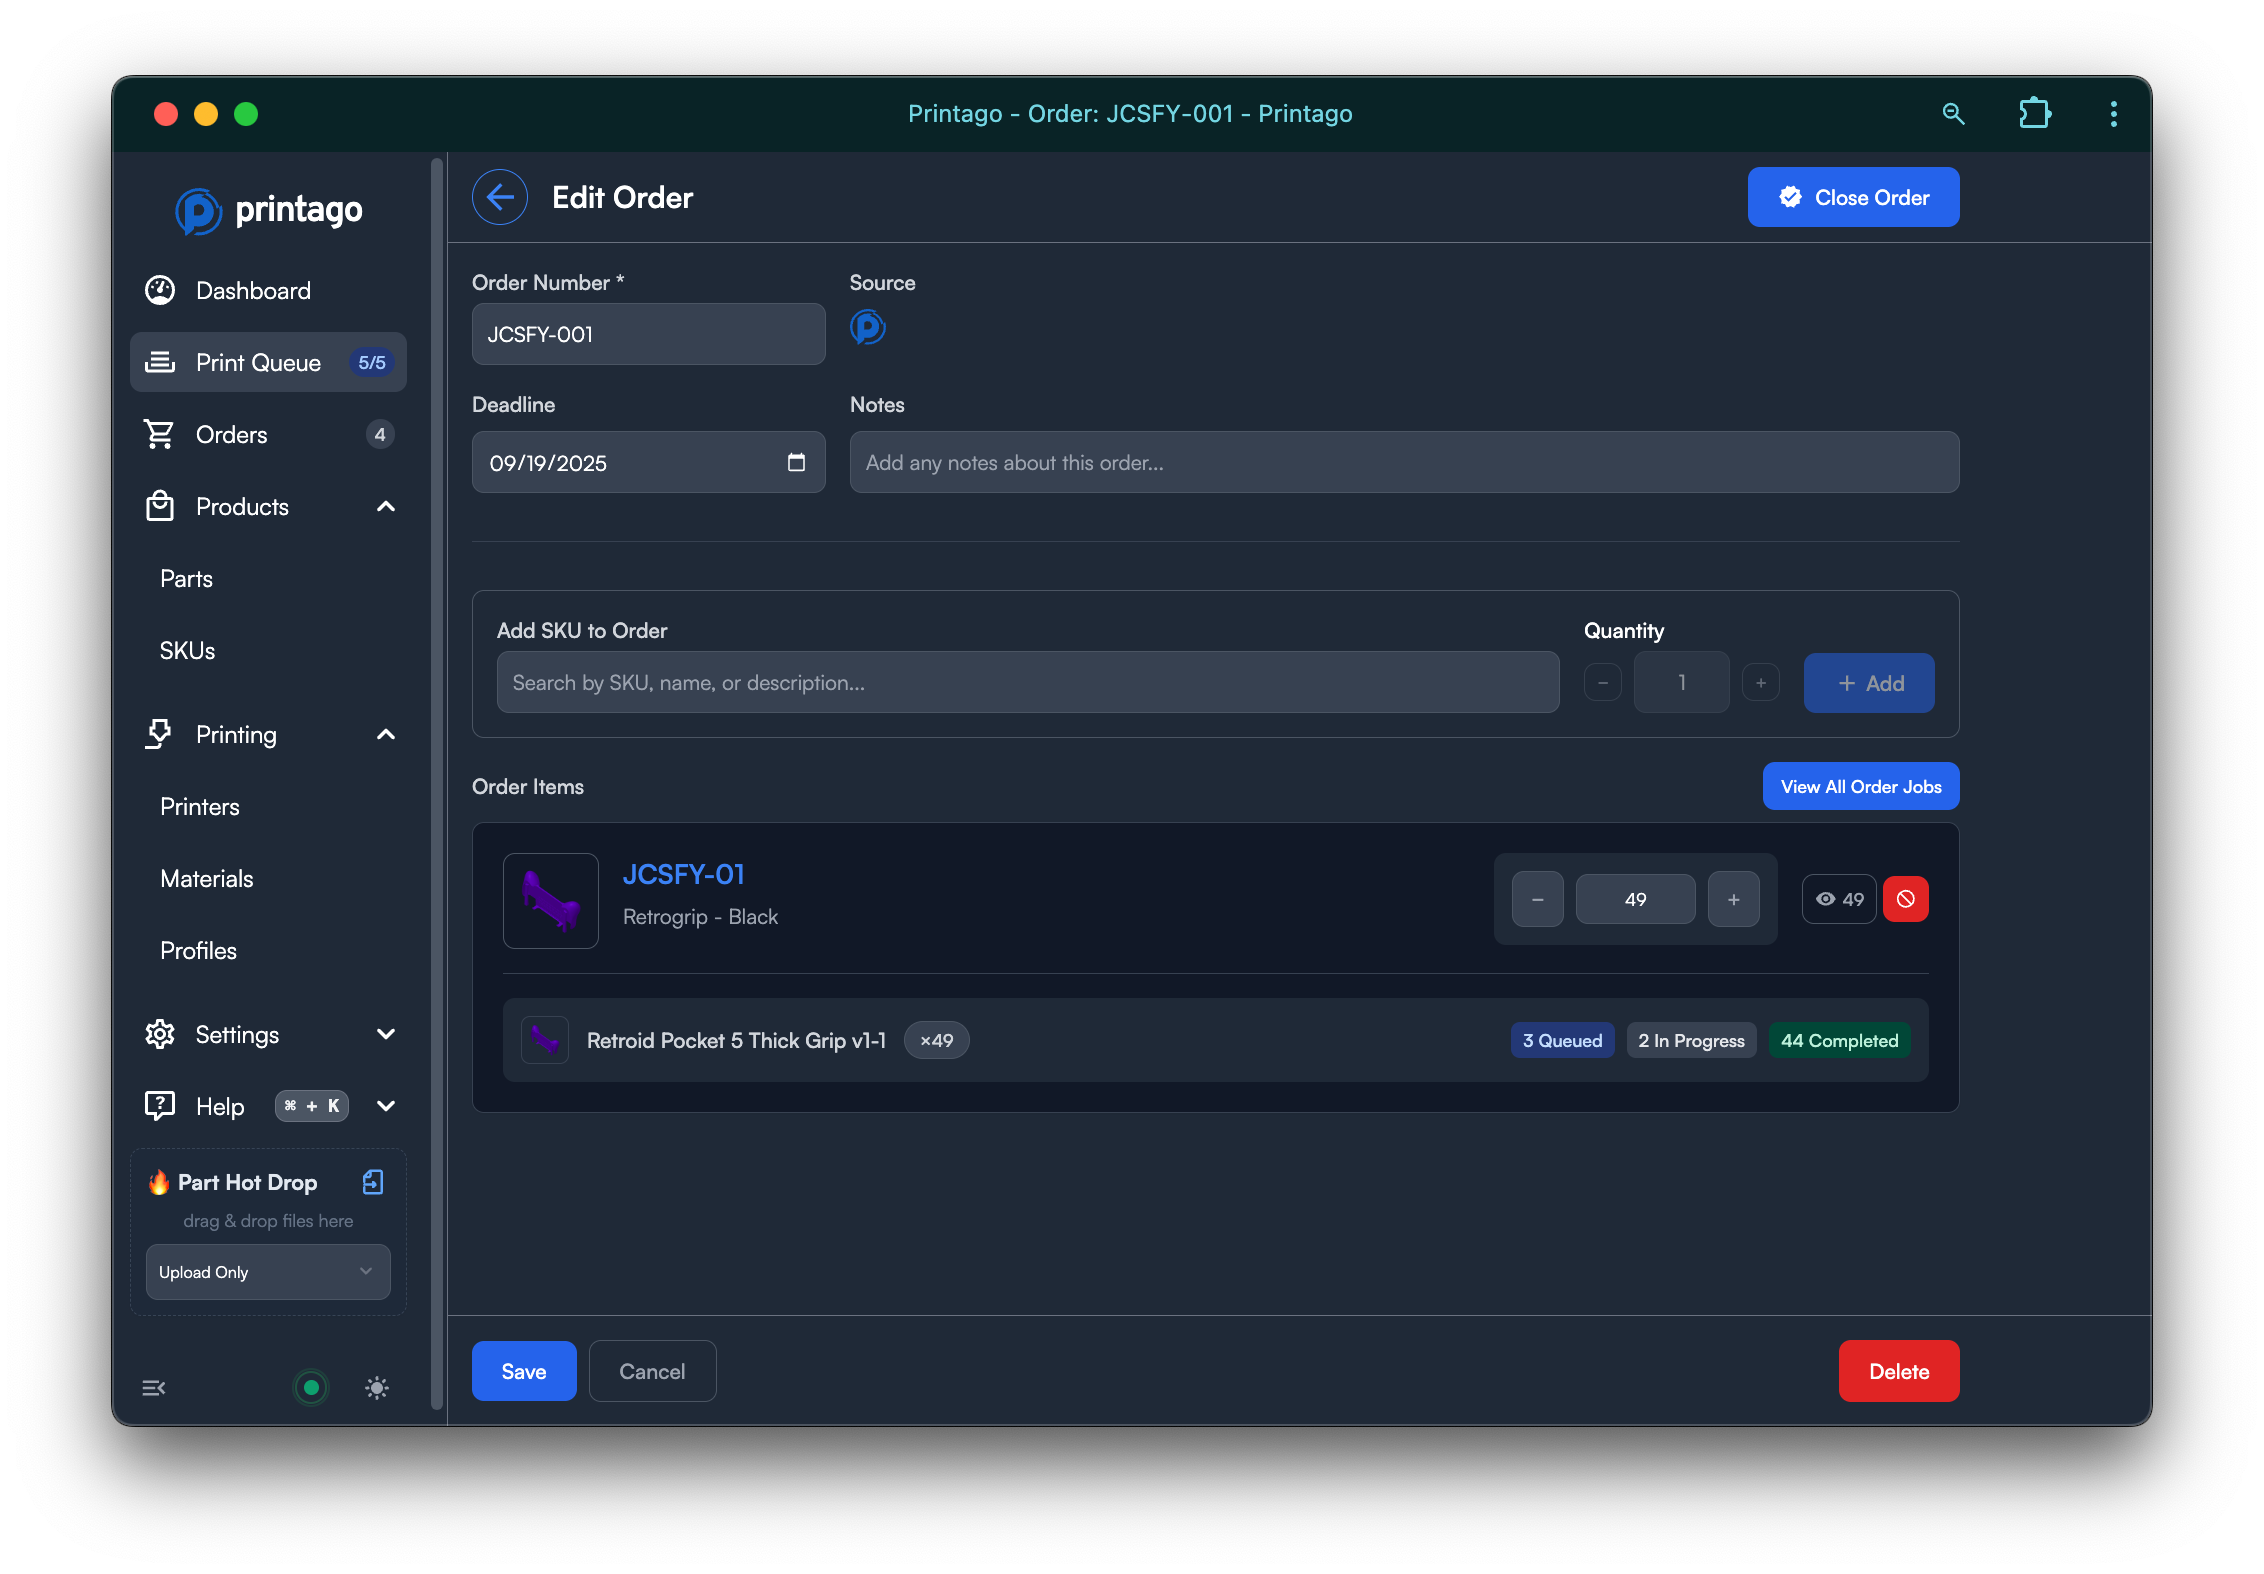 Printago - Order: JCSFY-001 - Printago
printago
Dashboard
Print Queue 5/5
Orders 4
Products
Parts
SKUs
Printing
Printers
Materials
Profiles
Settings
Help ⌘ + K
🔥 Part Hot Drop
drag & drop files here
Upload Only
Edit Order
Close Order
Order Number *
JCSFY-001
Source
Deadline
09/19/2025
Notes
Add any notes about this order...
Add SKU to Order
Search by SKU, name, or description...
Quantity
− 1 +
+ Add
Order Items
View All Order Jobs
JCSFY-01
Retrogrip - Black
− 49 +
49
Retroid Pocket 5 Thick Grip v1-1 ×49
3 Queued 2 In Progress 44 Completed
Save
Cancel
Delete